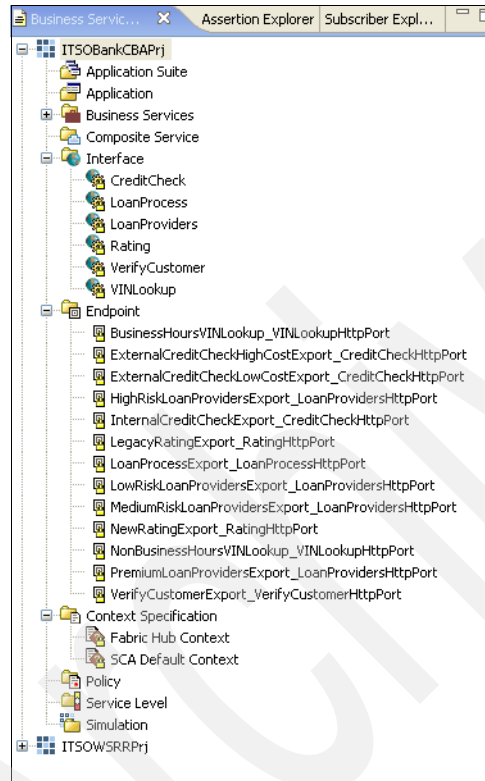 Business Servic... Assertion Explorer Subscriber Expl...
ITSOBankCBAPrj
Application Suite
Application
Business Services
Composite Service
Interface
CreditCheck
LoanProcess
LoanProviders
Rating
VerifyCustomer
VINLookup
Endpoint
BusinessHoursVINLookup_VINLookupHttpPort
ExternalCreditCheckHighCostExport_CreditCheckHttpPort
ExternalCreditCheckLowCostExport_CreditCheckHttpPort
HighRiskLoanProvidersExport_LoanProvidersHttpPort
InternalCreditCheckExport_CreditCheckHttpPort
LegacyRatingExport_RatingHttpPort
LoanProcessExport_LoanProcessHttpPort
LowRiskLoanProvidersExport_LoanProvidersHttpPort
MediumRiskLoanProvidersExport_LoanProvidersHttpPort
NewRatingExport_RatingHttpPort
NonBusinessHoursVINLookup_VINLookupHttpPort
PremiumLoanProvidersExport_LoanProvidersHttpPort
VerifyCustomerExport_VerifyCustomerHttpPort
Context Specification
Fabric Hub Context
SCA Default Context
Policy
Service Level
Simulation
ITSOWSRRPrj